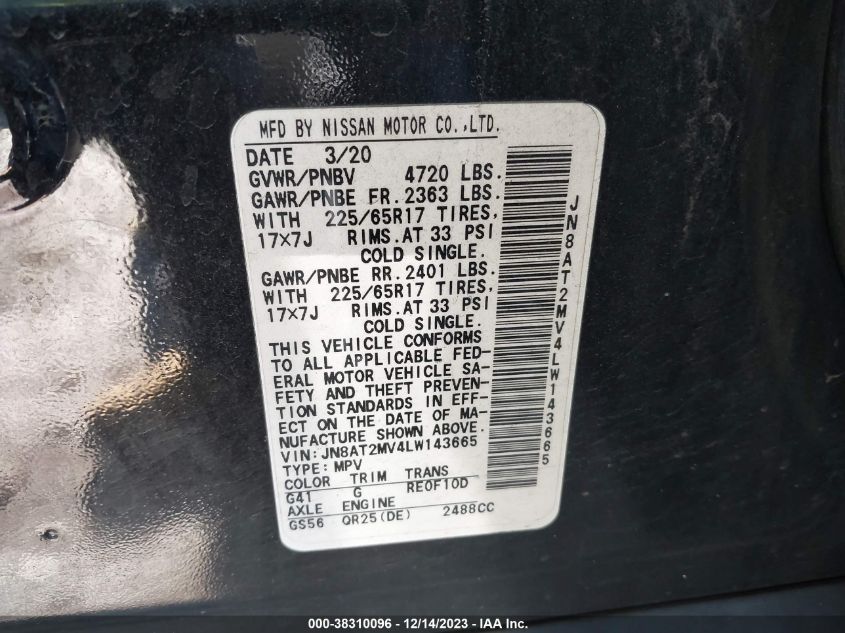 MFD BY NISSAN MOTOR CO.,LTD.
DATE 3/20
GVWR/PNBV 4720 LBS.
GAWR/PNBE FR.2363 LBS.
WITH 225/65R17 TIRES,
17×7J RIMS.AT 33 PSI
COLD SINGLE.
GAWR/PNBE RR.2401 LBS.
WITH 225/65R17 TIRES,
17×7J RIMS.AT 33 PSI
COLD SINGLE.
THIS VEHICLE CONFORMS
TO ALL APPLICABLE FED-
ERAL MOTOR VEHICLE SA-
FETY AND THEFT PREVEN-
TION STANDARDS IN EFF-
ECT ON THE DATE OF MA-
NUFACTURE SHOWN ABOVE.
VIN:JN8AT2MV4LW143665
TYPE:MPV
COLOR TRIM TRANS
G41 G RE0F10D
AXLE ENGINE
GS56 QR25(DE) 2488CC
JN8AT2MV4LW143665
000-38310096 - 12/14/2023 - IAA Inc.